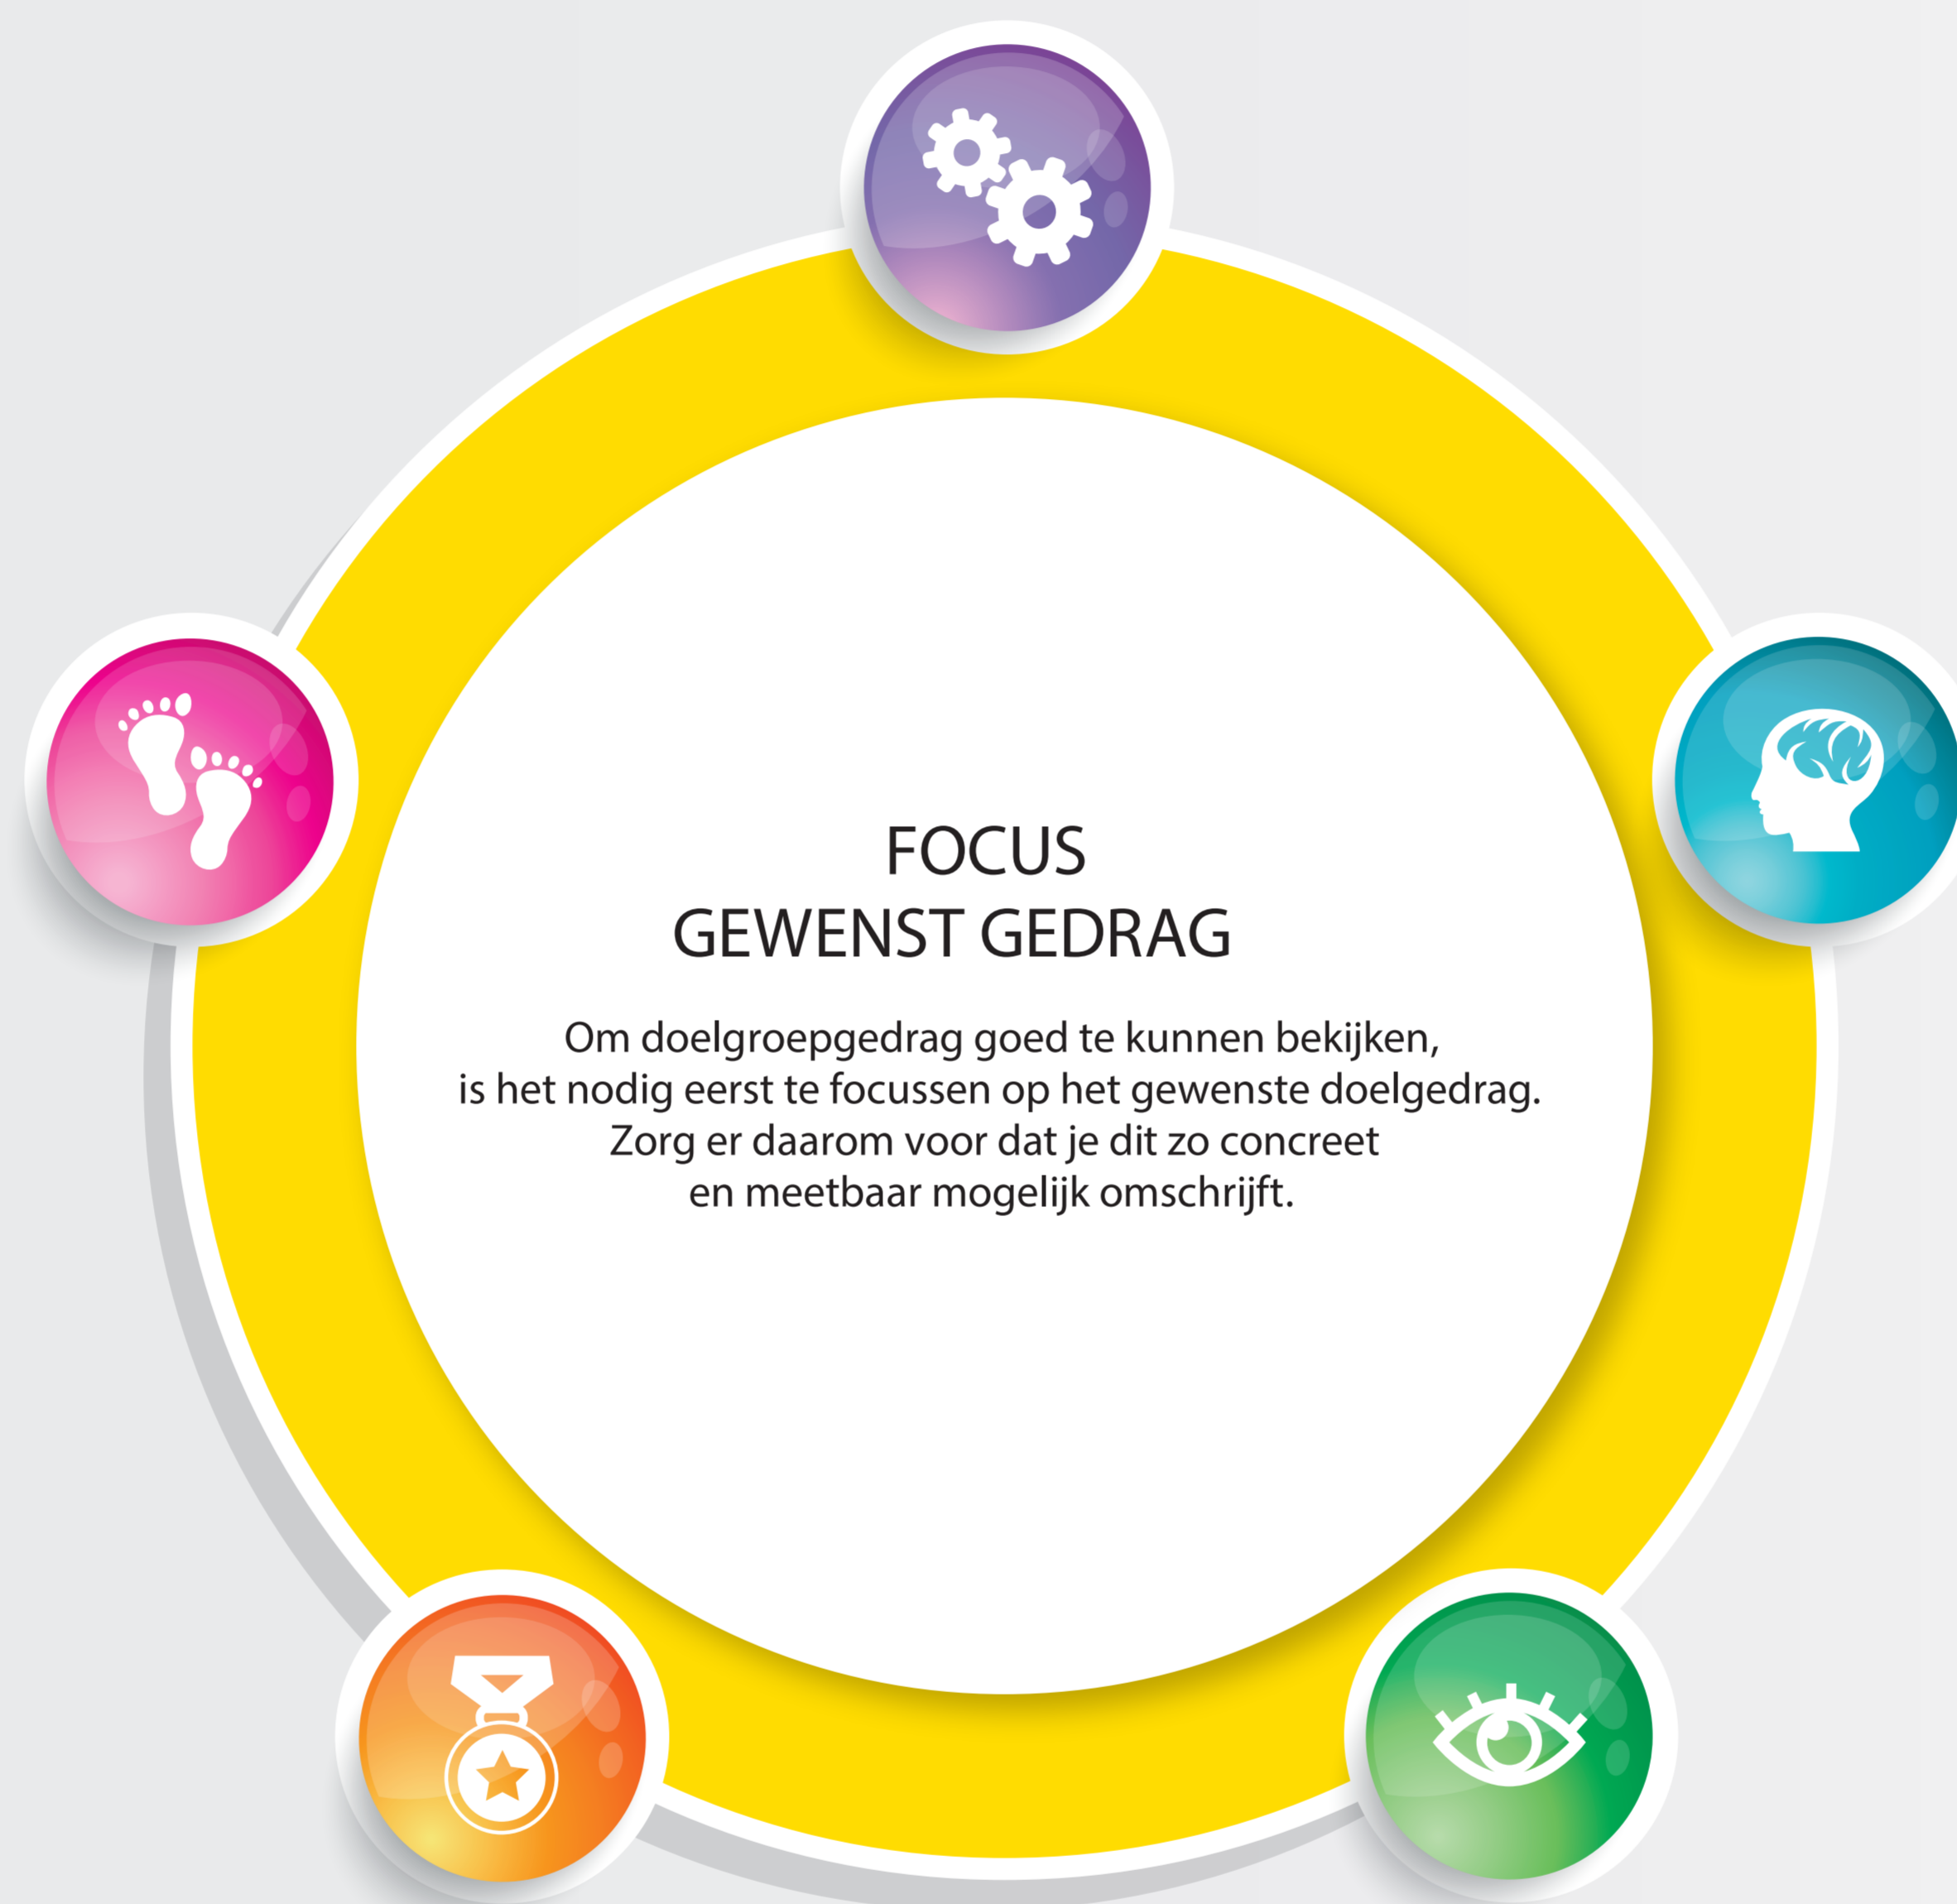 FOCUS
GEWENST GEDRAG
Om doelgroepgedrag goed te kunnen bekijken,
is het nodig eerst te focussen op het gewenste doelgedrag.
Zorg er daarom voor dat je dit zo concreet
en meetbaar mogelijk omschrijft.